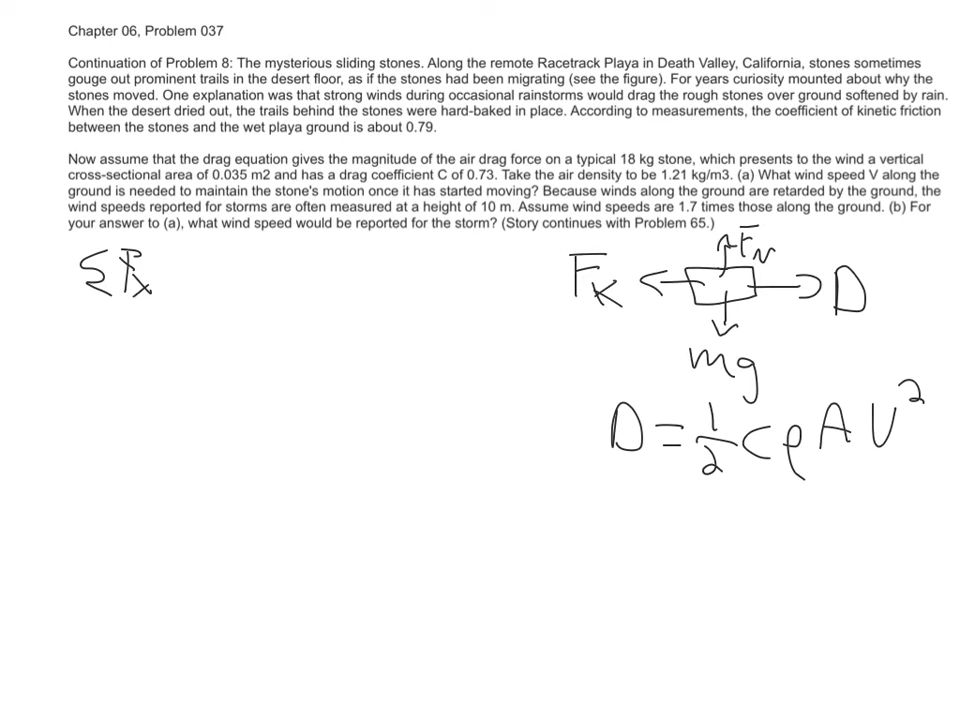 Chapter 06, Problem 037
Continuation of Problem 8: The mysterious sliding stones. Along the remote Racetrack Playa in Death Valley, California, stones sometimes
gouge out prominent trails in the desert floor, as if the stones had been migrating (see the figure). For years curiosity mounted about why the
stones moved. One explanation was that strong winds during occasional rainstorms would drag the rough stones over ground softened by rain.
When the desert dried out, the trails behind the stones were hard-baked in place. According to measurements, the coefficient of kinetic friction
between the stones and the wet playa ground is about 0.79.
Now assume that the drag equation gives the magnitude of the air drag force on a typical 18 kg stone, which presents to the wind a vertical
cross-sectional area of 0.035 m2 and has a drag coefficient C of 0.73. Take the air density to be 1.21 kg/m3. (a) What wind speed V along the
ground is needed to maintain the stone's motion once it has started moving? Because winds along the ground are retarded by the ground, the
wind speeds reported for storms are often measured at a height of 10 m. Assume wind speeds are 1.7 times those along the ground. (b) For
your answer to (a), what wind speed would be reported for the storm? (Story continues with Problem 65.)
F_N
Σ F_x
F_K D
mg
D = 1/2 C ρ A V²